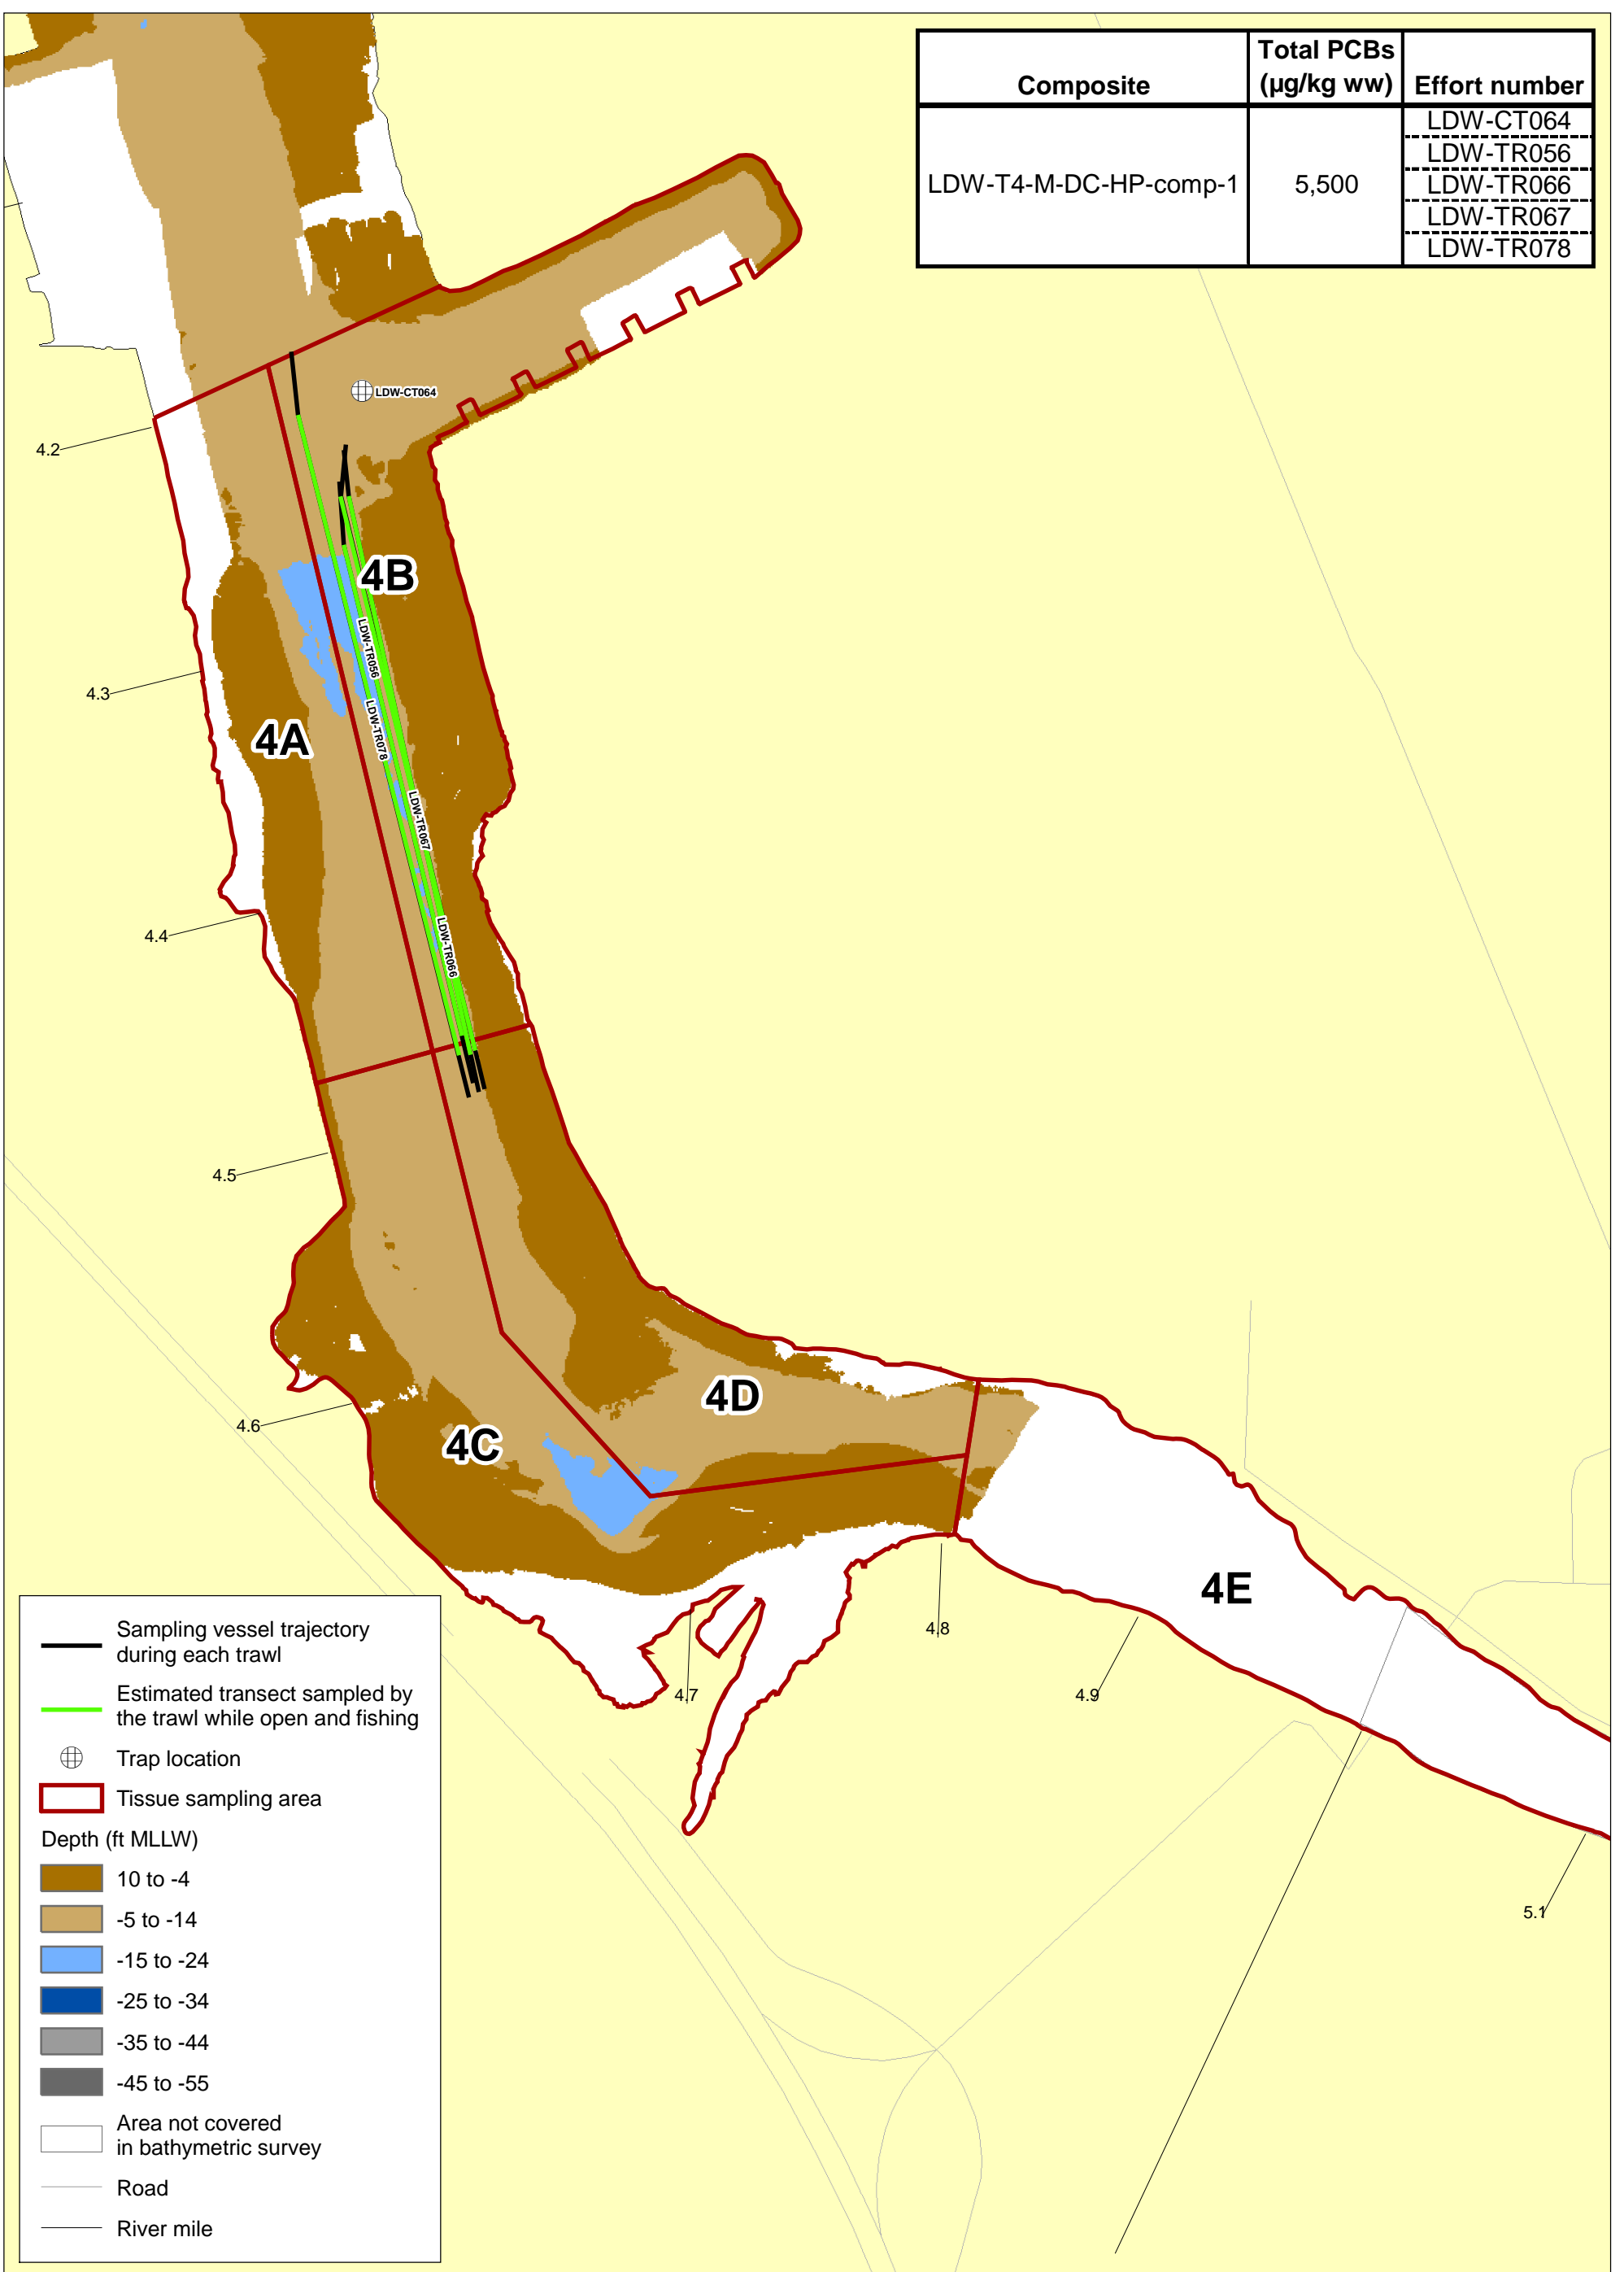 Composite
Total PCBs
(µg/kg ww)
Effort number
LDW-T4-M-DC-HP-comp-1
5,500
LDW-CT064
LDW-TR056
LDW-TR066
LDW-TR067
LDW-TR078
LDW-CT064
4.2
4B
LDW-TR056
4.3
LDW-TR078
4A
LDW-TR067
4.4
LDW-TR066
4.5
4D
4.6
4C
4E
4.8
4.7
4.9
5.1
Sampling vessel trajectory
during each trawl
Estimated transect sampled by
the trawl while open and fishing
Trap location
Tissue sampling area
Depth (ft MLLW)
10 to -4
-5 to -14
-15 to -24
-25 to -34
-35 to -44
-45 to -55
Area not covered
in bathymetric survey
Road
River mile